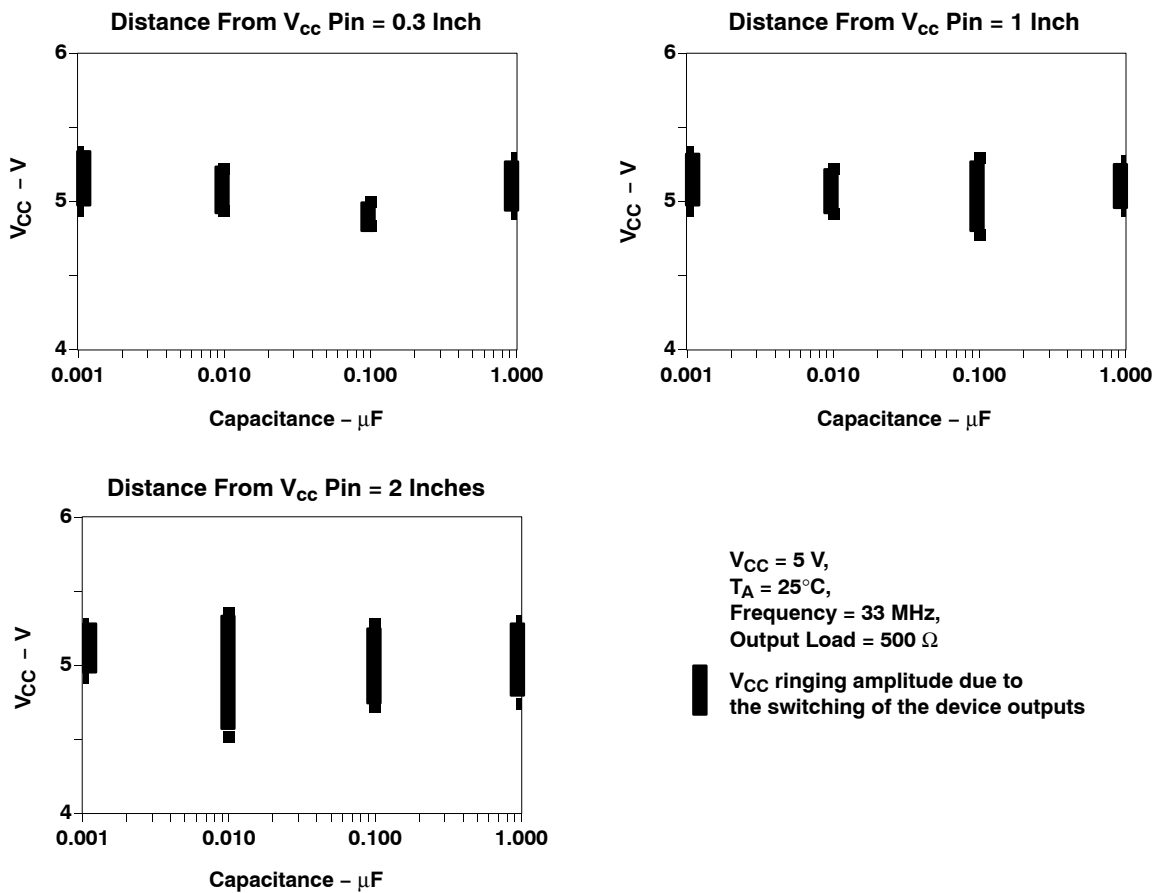 Distance From Vcc Pin = 0.3 Inch
6
5
4
VCC – V
0.001
0.010
0.100
1.000
Capacitance – μF
Distance From Vcc Pin = 1 Inch
6
5
4
VCC – V
0.001
0.010
0.100
1.000
Capacitance – μF
Distance From Vcc Pin = 2 Inches
6
5
4
VCC – V
0.001
0.010
0.100
1.000
Capacitance – μF
VCC = 5 V,
TA = 25°C,
Frequency = 33 MHz,
Output Load = 500 Ω
VCC ringing amplitude due to
the switching of the device outputs